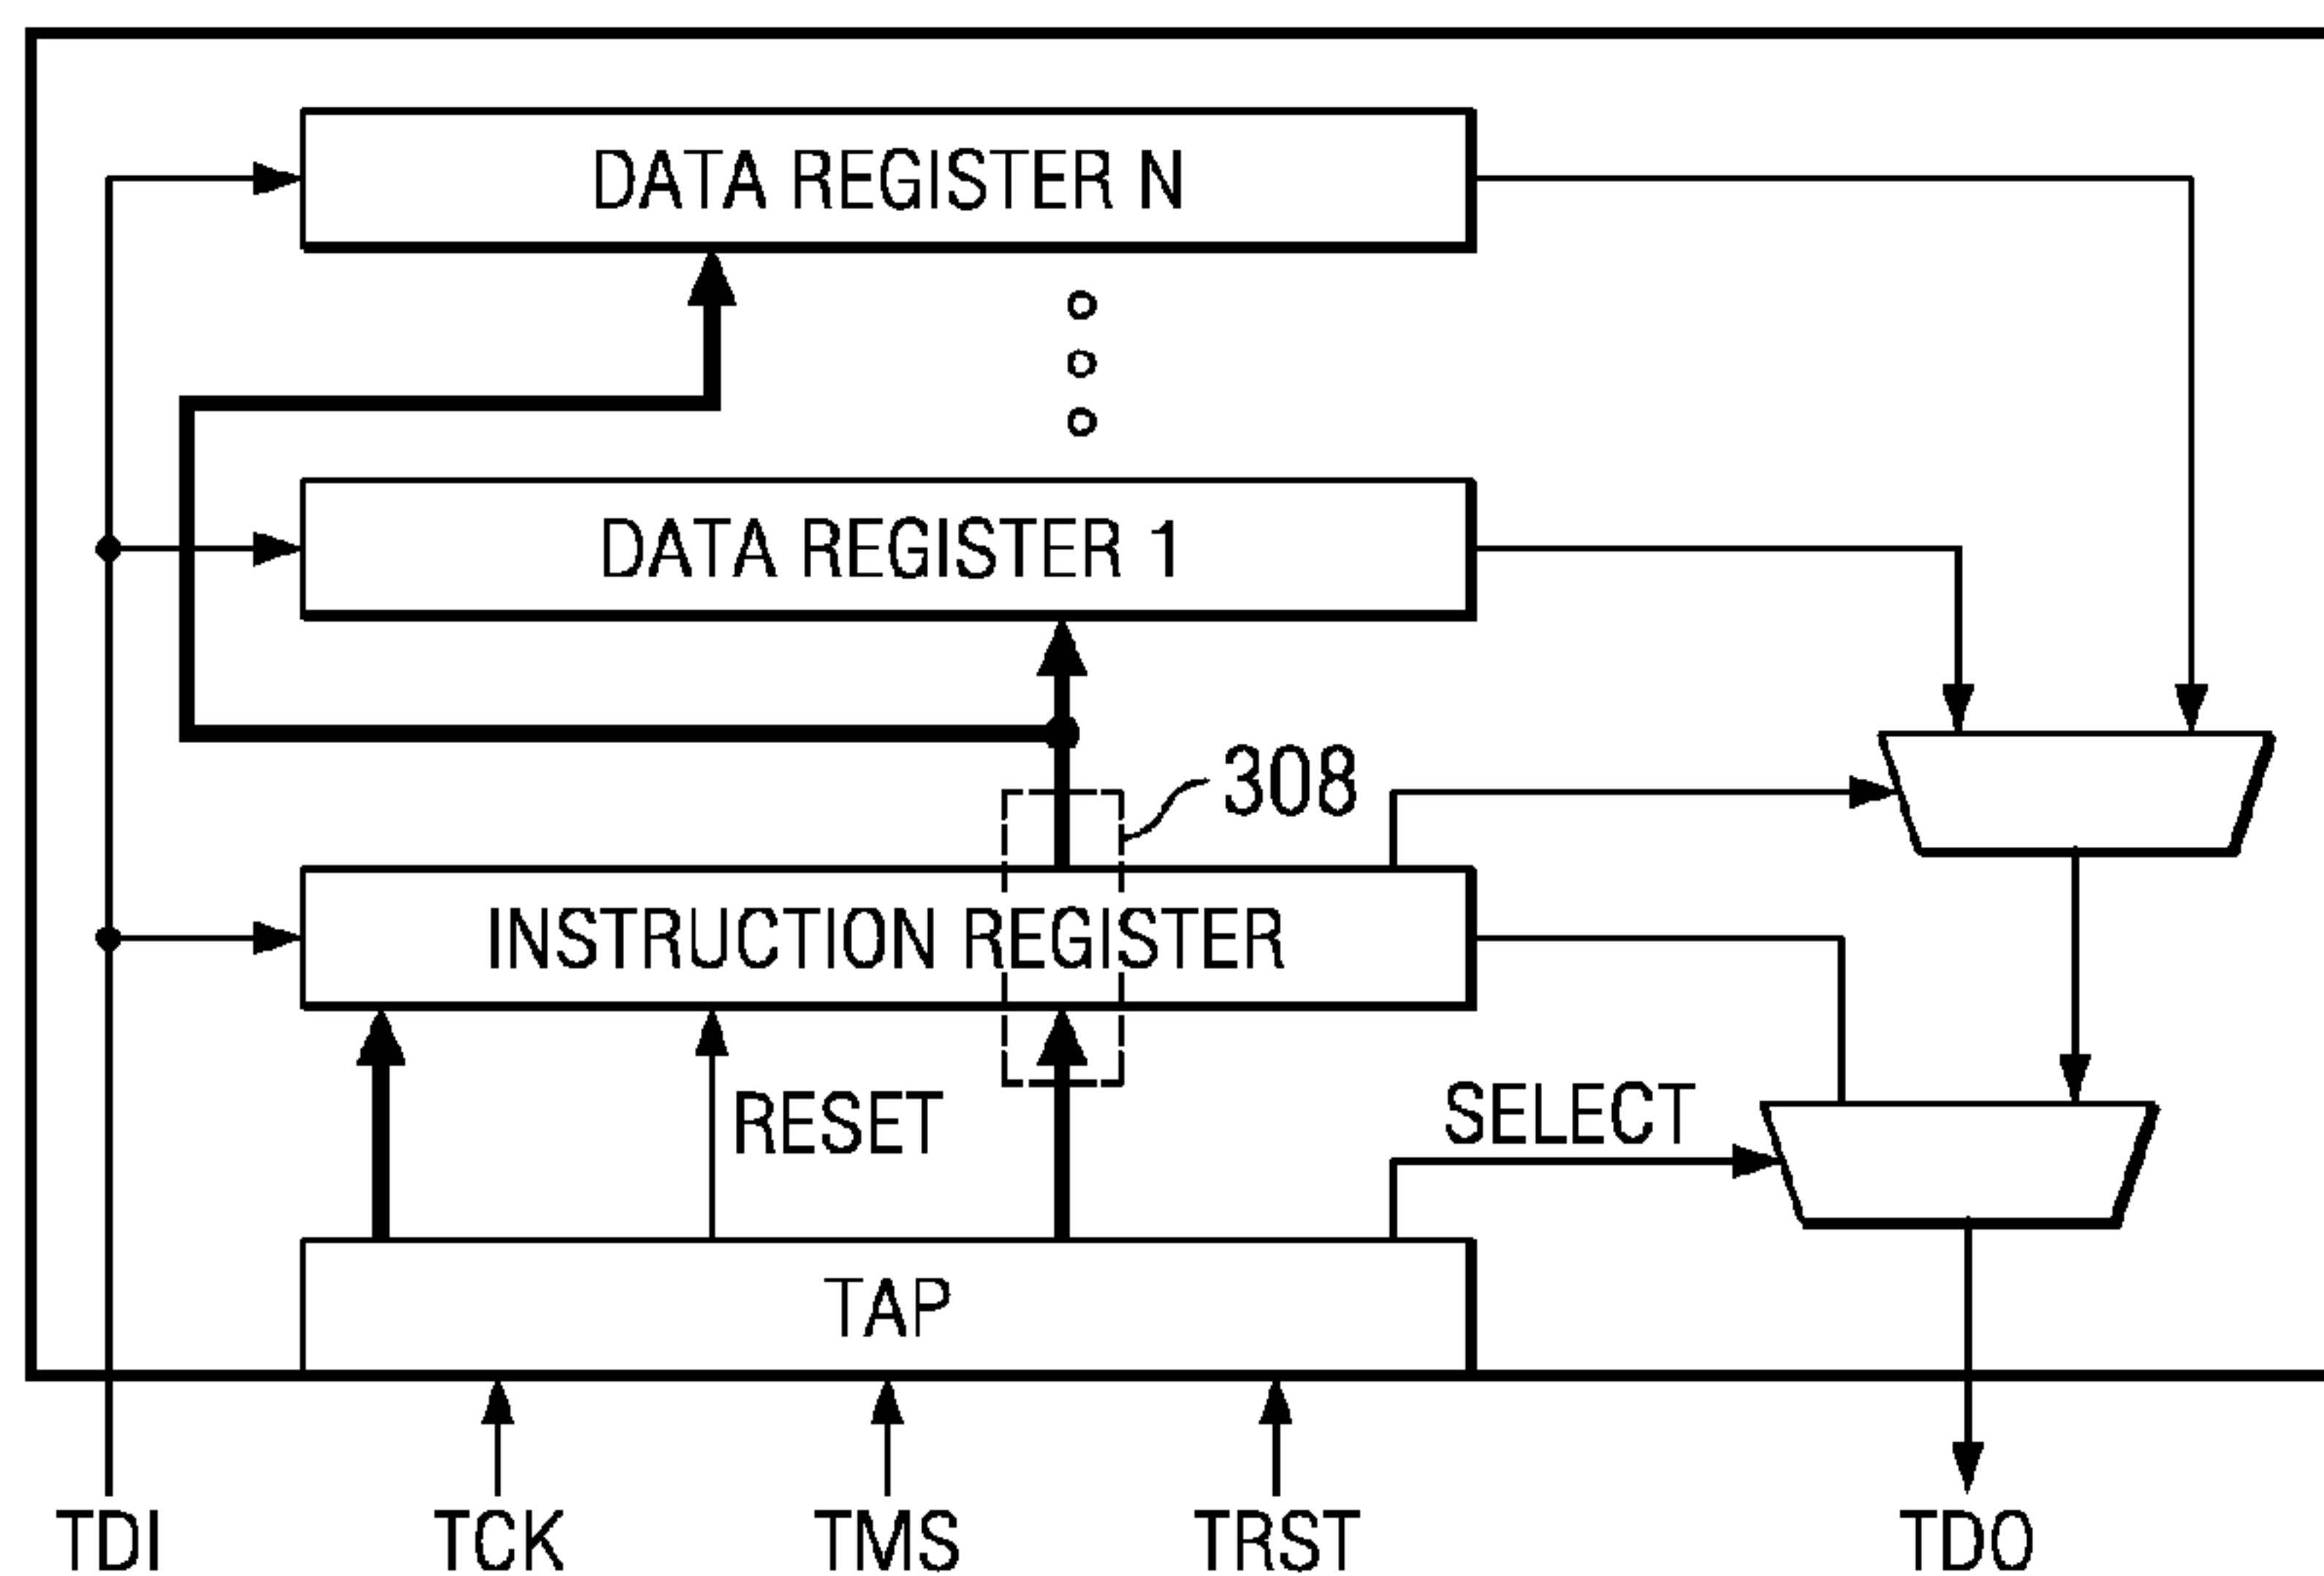 DATA REGISTER N
DATA REGISTER 1
308
INSTRUCTION REGISTER
RESET
SELECT
TAP
TDI
TCK
TMS
TRST
TDO